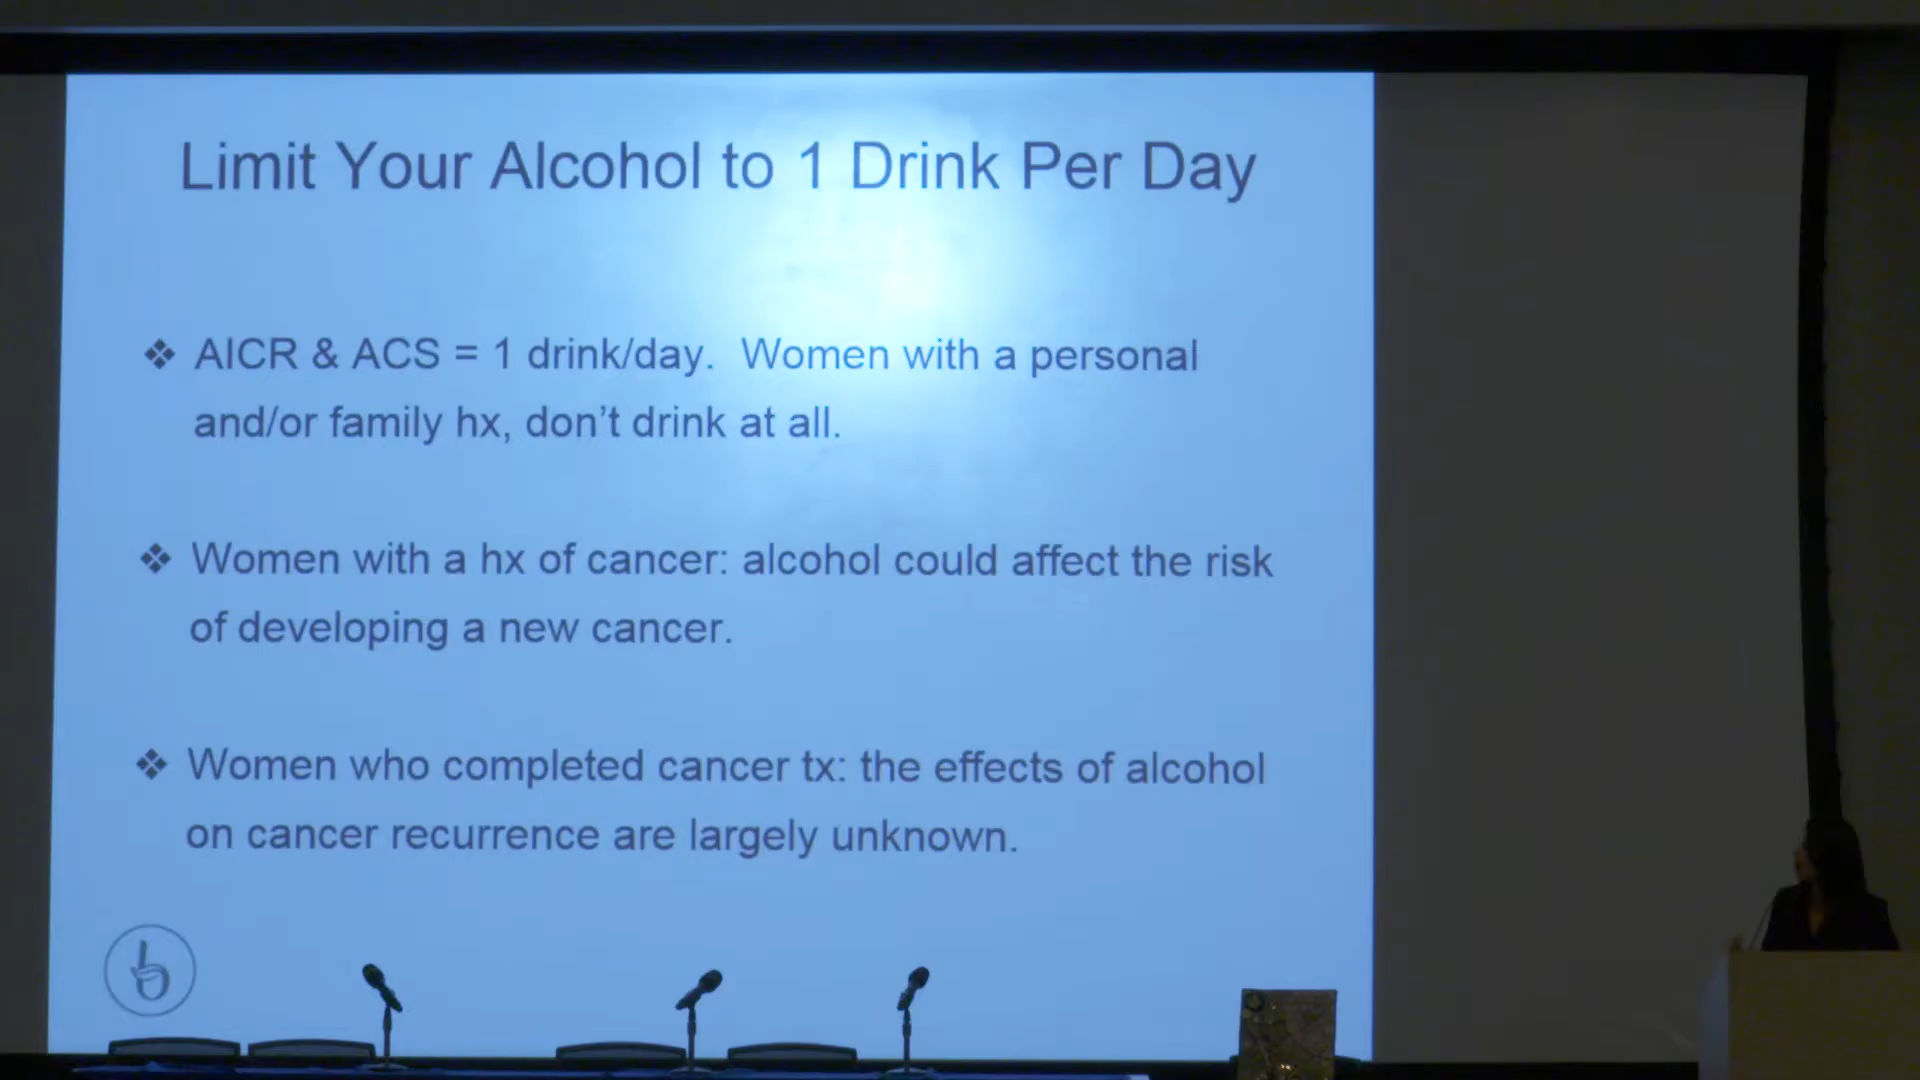 Limit Your Alcohol to 1 Drink Per Day
❖ AICR & ACS = 1 drink/day. Women with a personal
and/or family hx, don't drink at all.
❖ Women with a hx of cancer: alcohol could affect the risk
of developing a new cancer.
❖ Women who completed cancer tx: the effects of alcohol
on cancer recurrence are largely unknown.
b